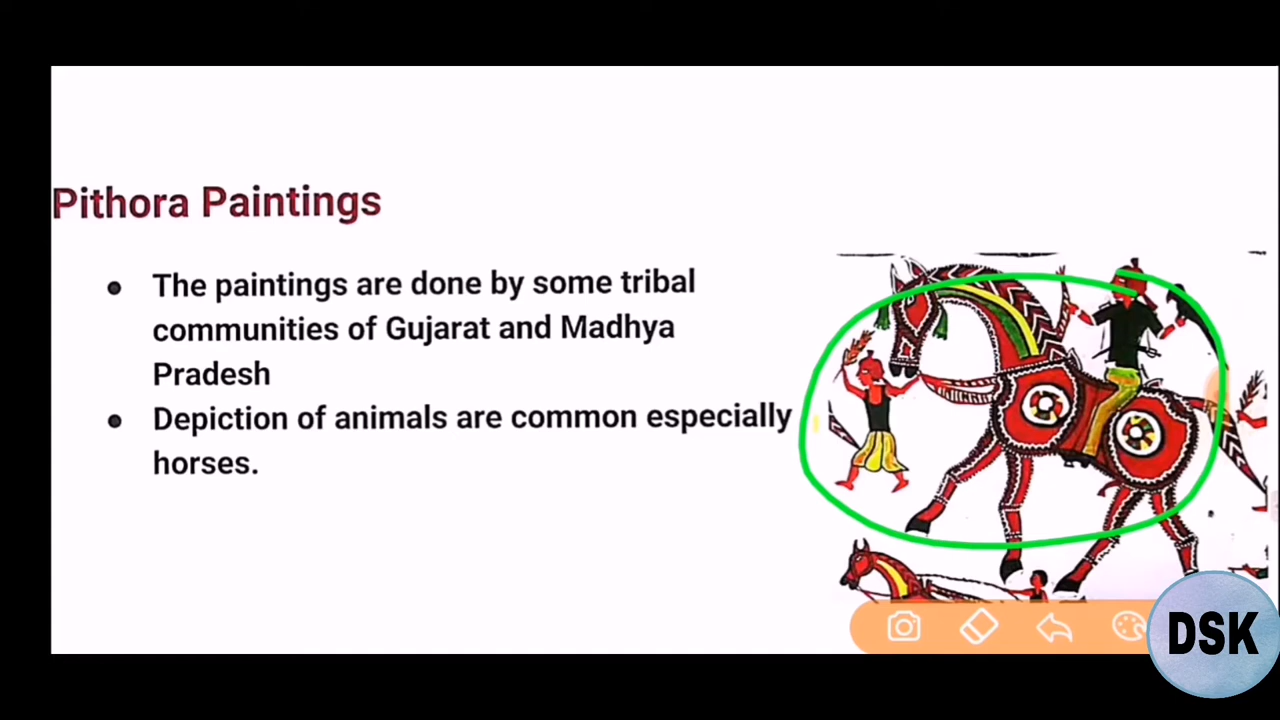 Pithora Paintings
● The paintings are done by some tribal
communities of Gujarat and Madhya
Pradesh
● Depiction of animals are common especially
horses.
DSK